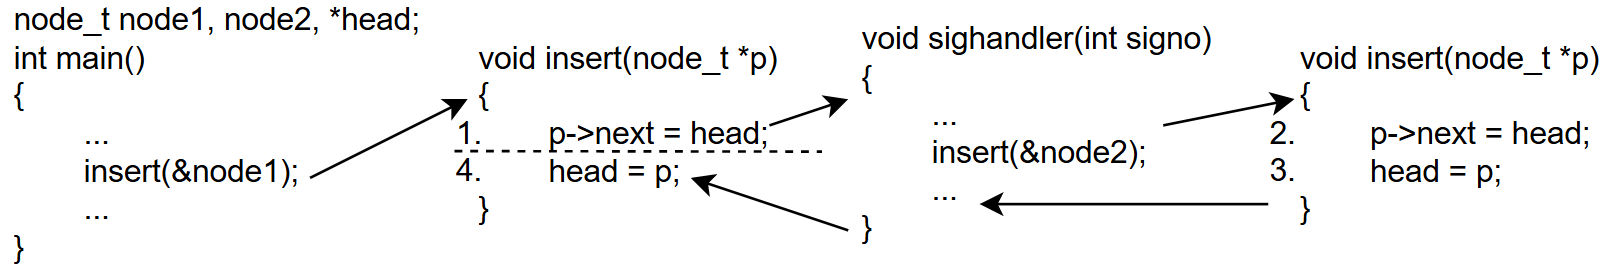 node_t node1, node2, *head;
int main()
{
...
insert(&node1);
...
}
void insert(node_t *p)
{
1. p->next = head;
4. head = p;
}
void sighandler(int signo)
{
...
insert(&node2);
...
}
void insert(node_t *p)
{
2. p->next = head;
3. head = p;
}